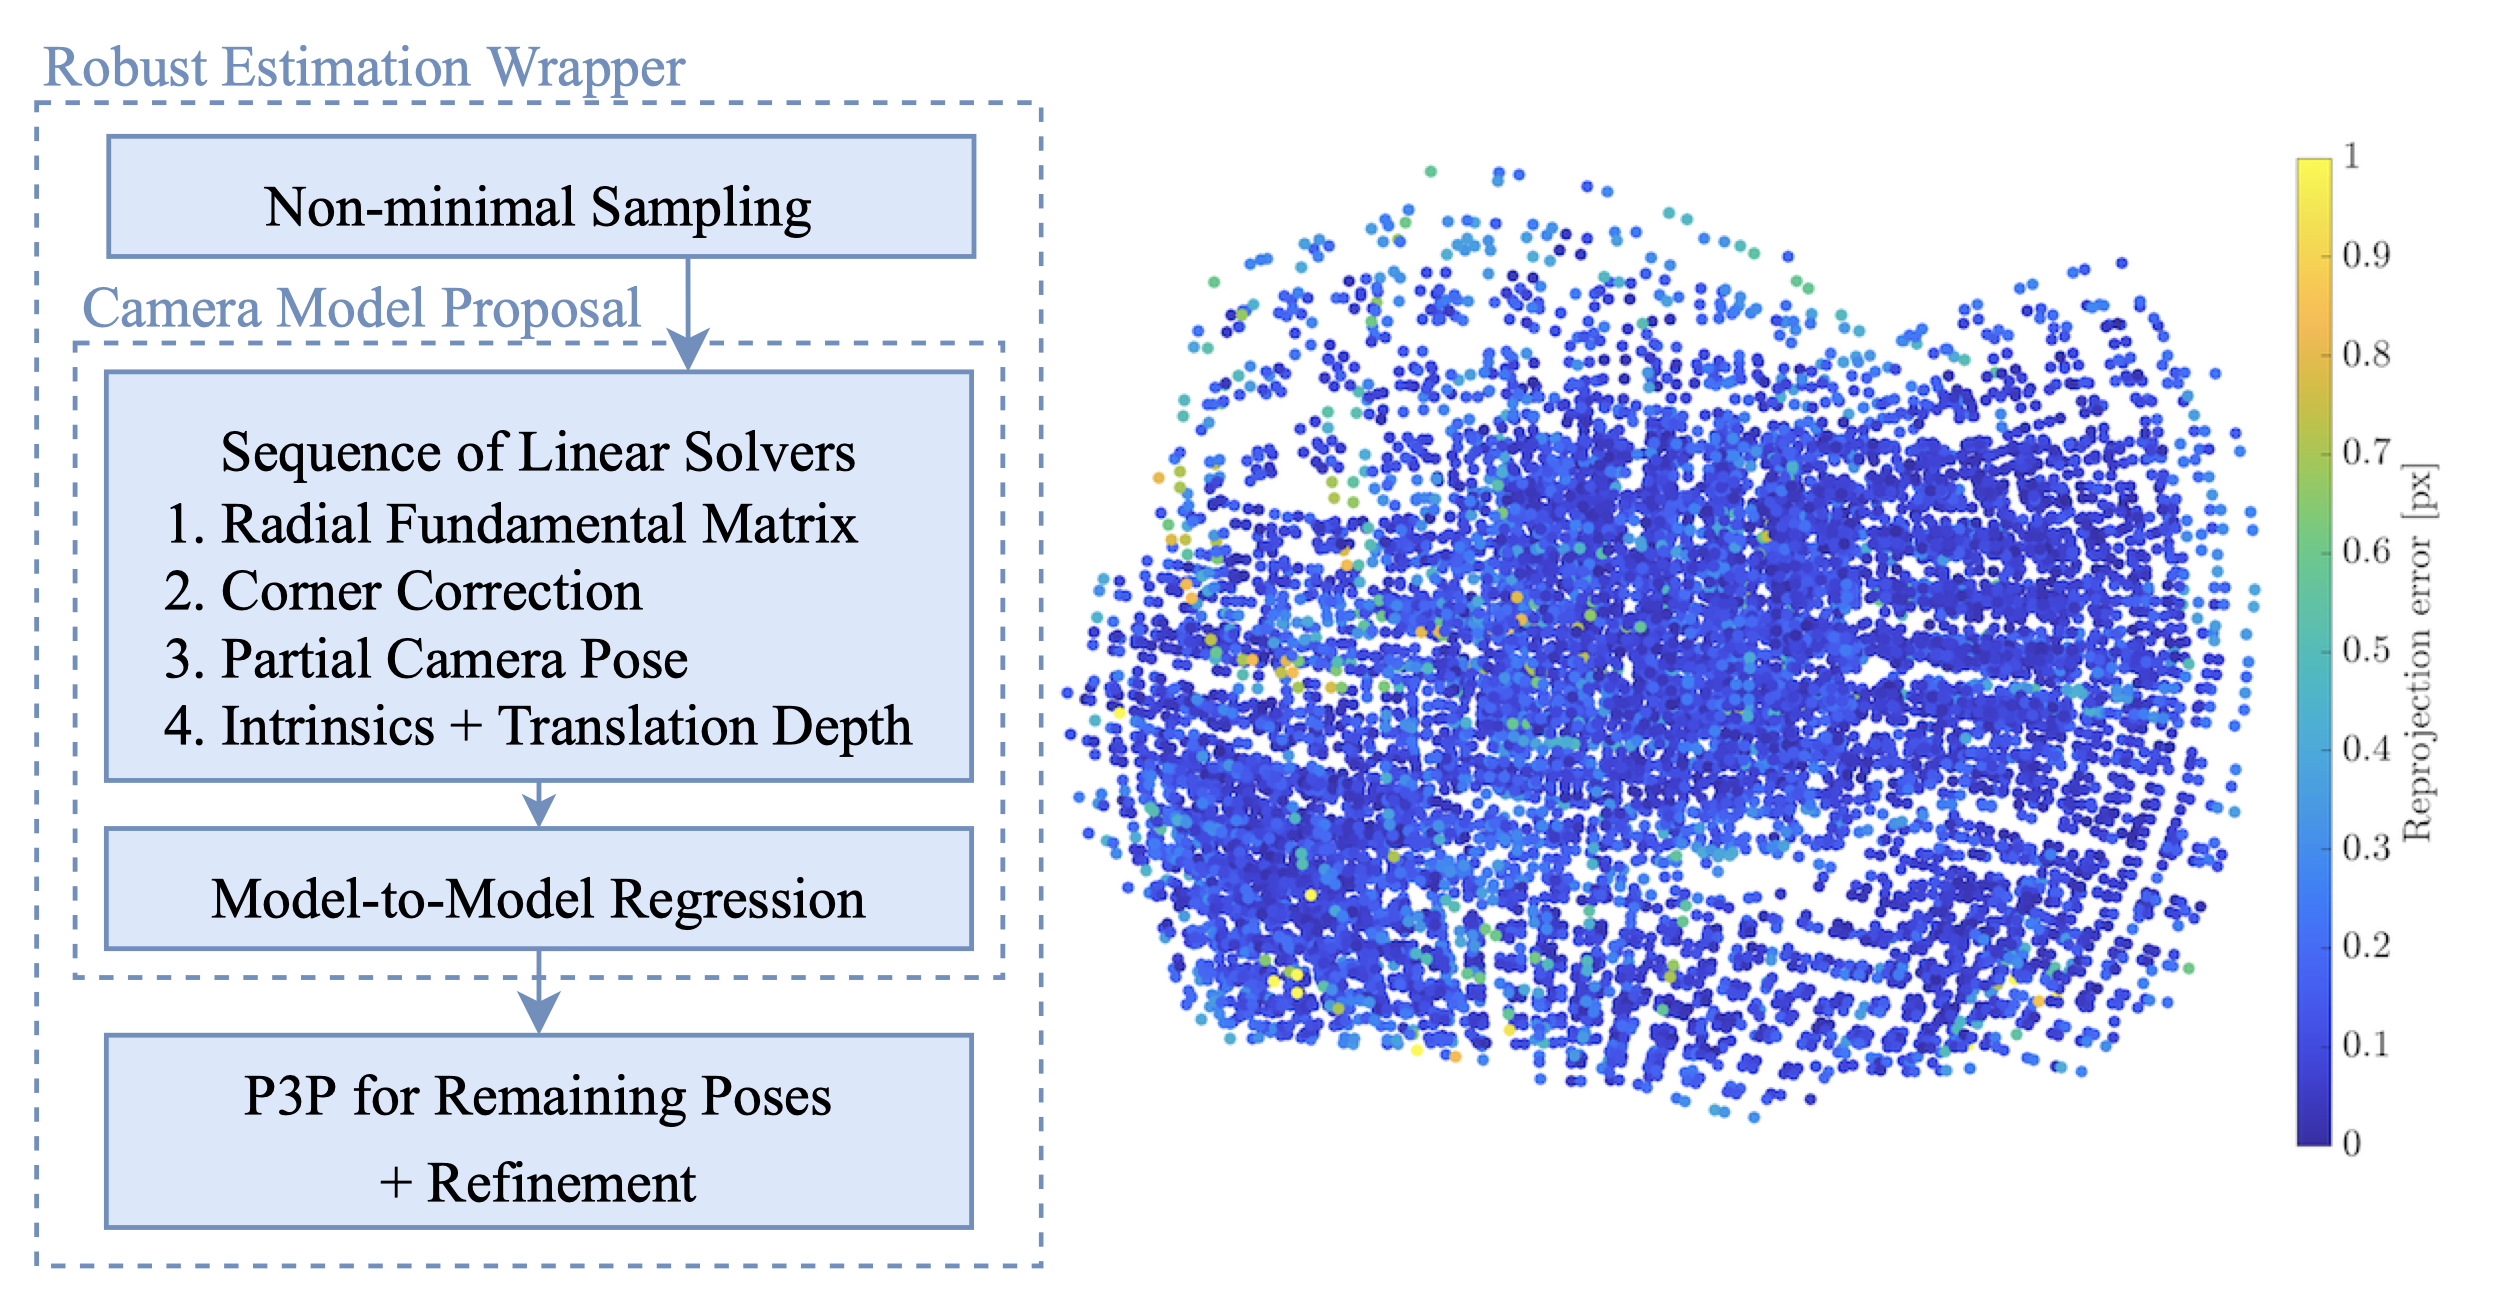 Robust Estimation Wrapper
Non-minimal Sampling
Camera Model Proposal
Sequence of Linear Solvers
1. Radial Fundamental Matrix
2. Corner Correction
3. Partial Camera Pose
4. Intrinsics + Translation Depth
Model-to-Model Regression
P3P for Remaining Poses
+ Refinement
1
0.9
0.8
0.7
0.6
0.5
0.4
0.3
0.2
0.1
0
Reprojection error [px]